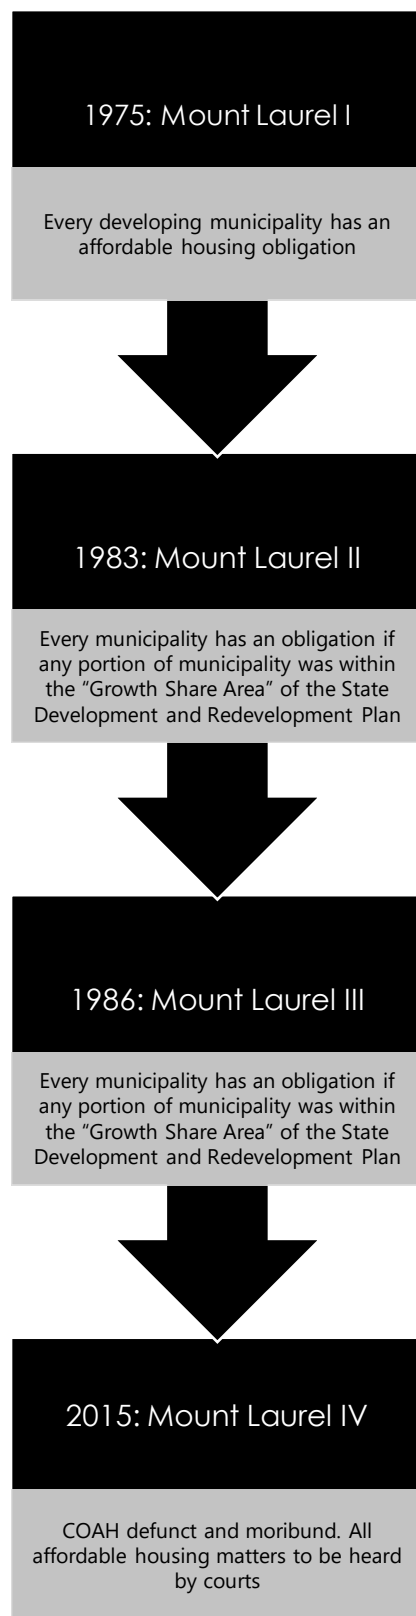 1975: Mount Laurel I
Every developing municipality has an
affordable housing obligation
1983: Mount Laurel II
Every municipality has an obligation if
any portion of municipality was within
the "Growth Share Area" of the State
Development and Redevelopment Plan
1986: Mount Laurel III
Every municipality has an obligation if
any portion of municipality was within
the "Growth Share Area" of the State
Development and Redevelopment Plan
2015: Mount Laurel IV
COAH defunct and moribund. All
affordable housing matters to be heard
by courts